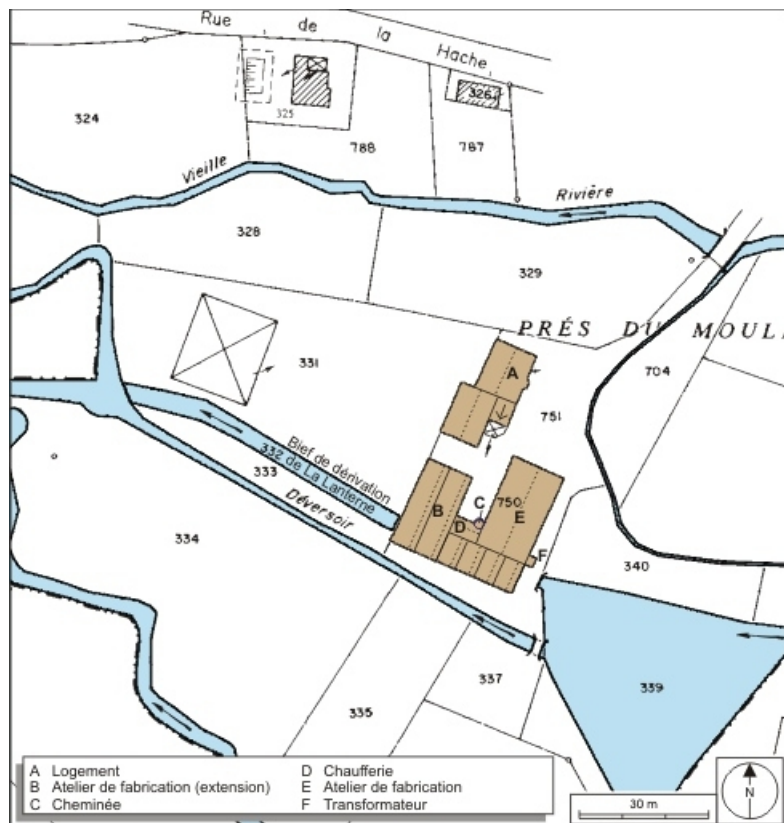 Rue de la Hache
326
325
324
788
787
Vieille
Rivière
328
329
PRÉS DU MOULI
331
A
704
751
Bief de dérivation
332 de La Lanterne
333
Déversoir
B
C
750
D
E
F
334
340
339
337
335
A Logement
B Atelier de fabrication (extension)
C Cheminée
D Chaufferie
E Atelier de fabrication
F Transformateur
30 m
N